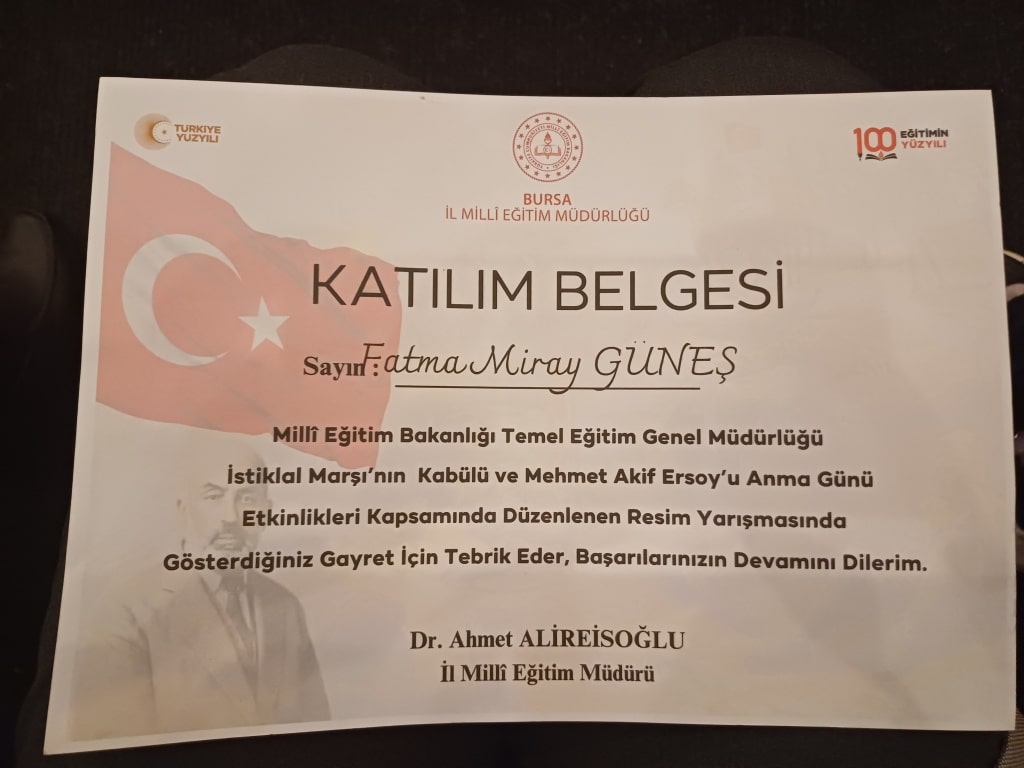 TÜRKİYE
YÜZYILI
100 EĞİTİMİN
YÜZYILI
BURSA
İL MİLLÎ EĞİTİM MÜDÜRLÜĞÜ
KATILIM BELGESİ
Sayın : Fatma Miray GÜNEŞ
Millî Eğitim Bakanlığı Temel Eğitim Genel Müdürlüğü
İstiklal Marşı’nın Kabülü ve Mehmet Akif Ersoy’u Anma Günü
Etkinlikleri Kapsamında Düzenlenen Resim Yarışmasında
Gösterdiğiniz Gayret İçin Tebrik Eder, Başarılarınızın Devamını Dilerim.
Dr. Ahmet ALİREİSOĞLU
İl Millî Eğitim Müdürü